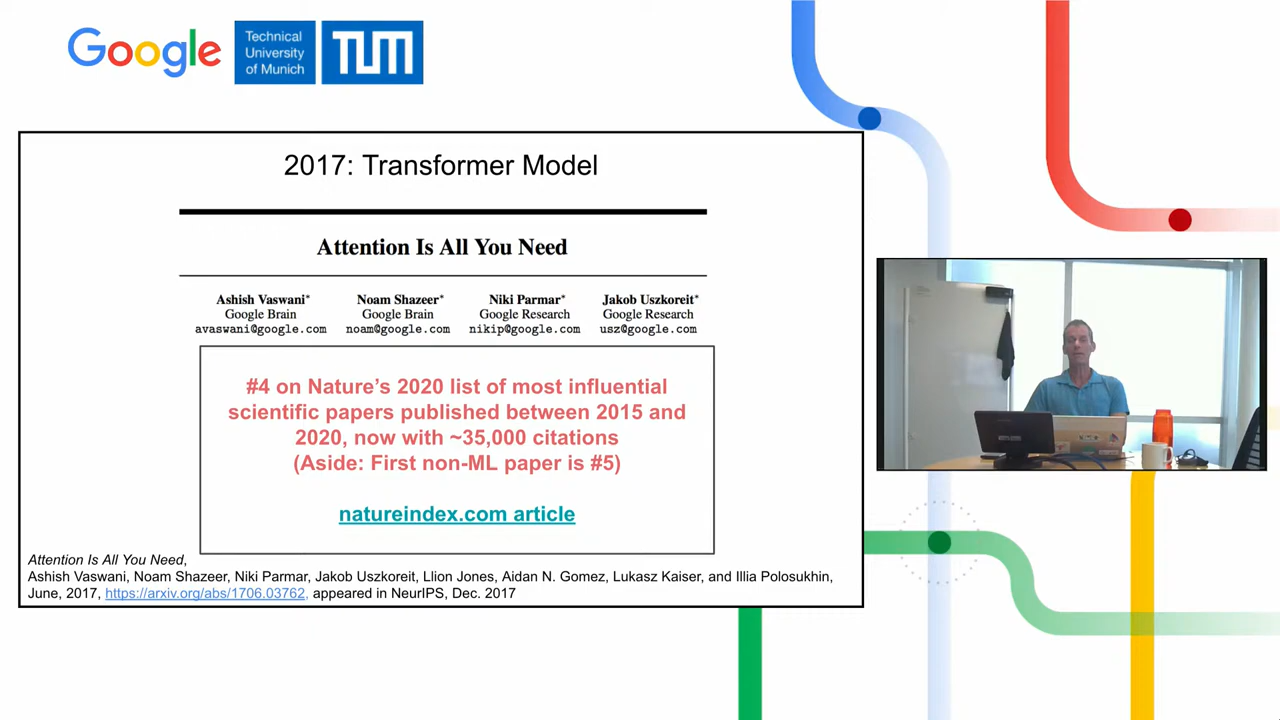 Google
Technical
University
of Munich
TUM
2017: Transformer Model
Attention Is All You Need
Ashish Vaswani* Noam Shazeer* Niki Parmar* Jakob Uszkoreit*
Google Brain Google Brain Google Research Google Research
avaswani@google.com noam@google.com nikip@google.com usz@google.com
#4 on Nature's 2020 list of most influential
scientific papers published between 2015 and
2020, now with ~35,000 citations
(Aside: First non-ML paper is #5)
natureindex.com article
Attention Is All You Need,
Ashish Vaswani, Noam Shazeer, Niki Parmar, Jakob Uszkoreit, Llion Jones, Aidan N. Gomez, Lukasz Kaiser, and Illia Polosukhin,
June, 2017, https://arxiv.org/abs/1706.03762, appeared in NeurIPS, Dec. 2017